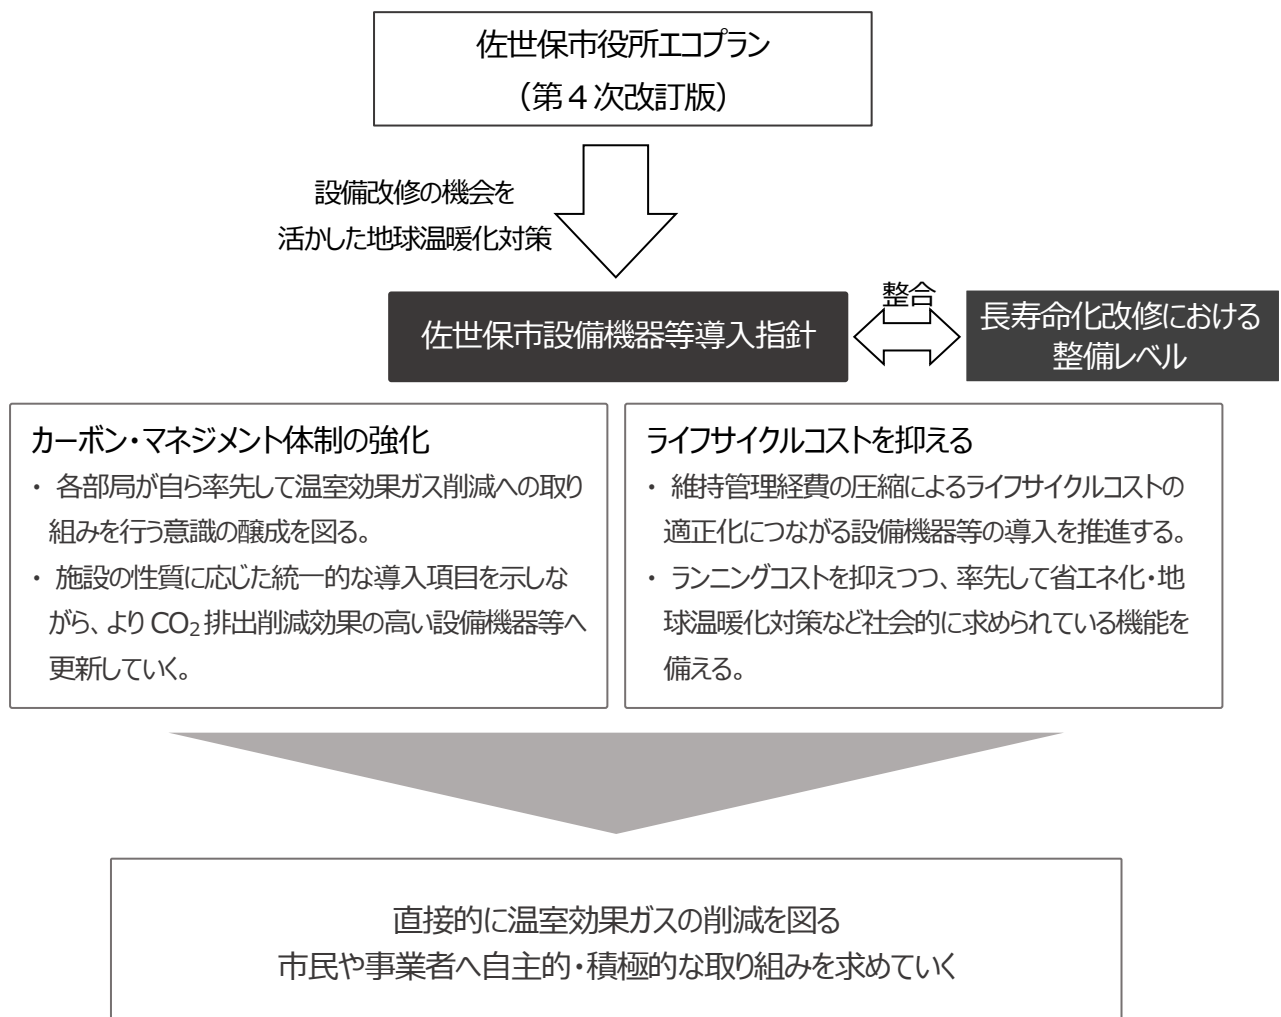 佐世保市役所エコプラン
（第４次改訂版）
設備改修の機会を
活かした地球温暖化対策
佐世保市設備機器等導入指針
整合
長寿命化改修における
整備レベル
カーボン・マネジメント体制の強化
・ 各部局が自ら率先して温室効果ガス削減への取り
組みを行う意識の醸成を図る。
・ 施設の性質に応じた統一的な導入項目を示しな
がら、より CO₂ 排出削減効果の高い設備機器等へ
更新していく。
ライフサイクルコストを抑える
・ 維持管理経費の圧縮によるライフサイクルコストの
適正化につながる設備機器等の導入を推進する。
・ ランニングコストを抑えつつ、率先して省エネ化・地
球温暖化対策など社会的に求められている機能を
備える。
直接的に温室効果ガスの削減を図る
市民や事業者へ自主的・積極的な取り組みを求めていく